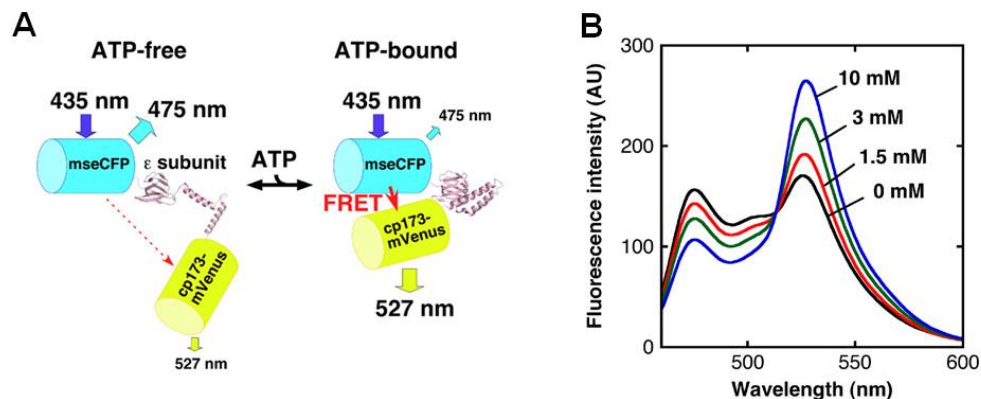 A
ATP-free
ATP-bound
435 nm
475 nm
mseCFP
ε subunit
cp173-
mVenus
527 nm
ATP
435 nm
475 nm
mseCFP
FRET
cp173-
mVenus
527 nm
B
Fluorescence intensity (AU)
300
200
100
0
10 mM
3 mM
1.5 mM
0 mM
500
550
600
Wavelength (nm)